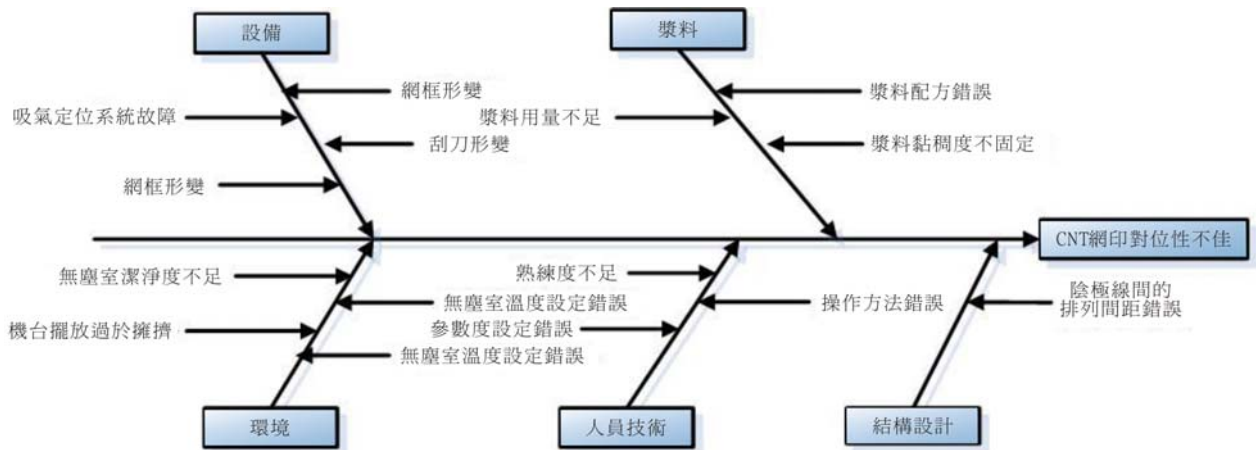 設備
漿料
網框形變
漿料配方錯誤
吸氣定位系統故障
漿料用量不足
刮刀形變
漿料黏稠度不固定
網框形變
CNT網印對位性不佳
無塵室潔淨度不足
熟練度不足
無塵室溫度設定錯誤
操作方法錯誤
陰極線間的
排列間距錯誤
機台擺放過於擁擠
參數度設定錯誤
無塵室溫度設定錯誤
環境
人員技術
結構設計